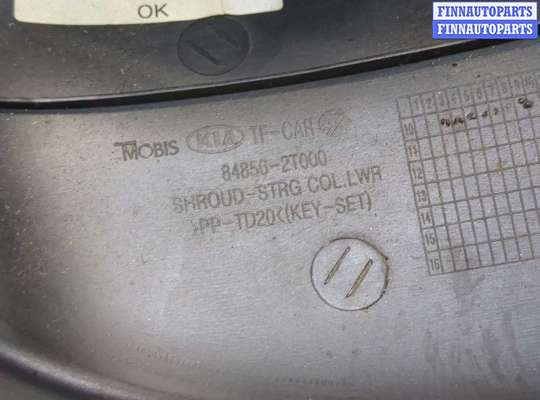 FINNAUTOPARTS
FINNAUTOPARTS
OK
MOBIS KIA TF-CAR
84856-2T000
SHROUD-STRG COL.LWR
>PP-TD20<(KEY-SET)
1 2 3 4 5 6 7 8 9 10
10
11
12
13
14
15
16